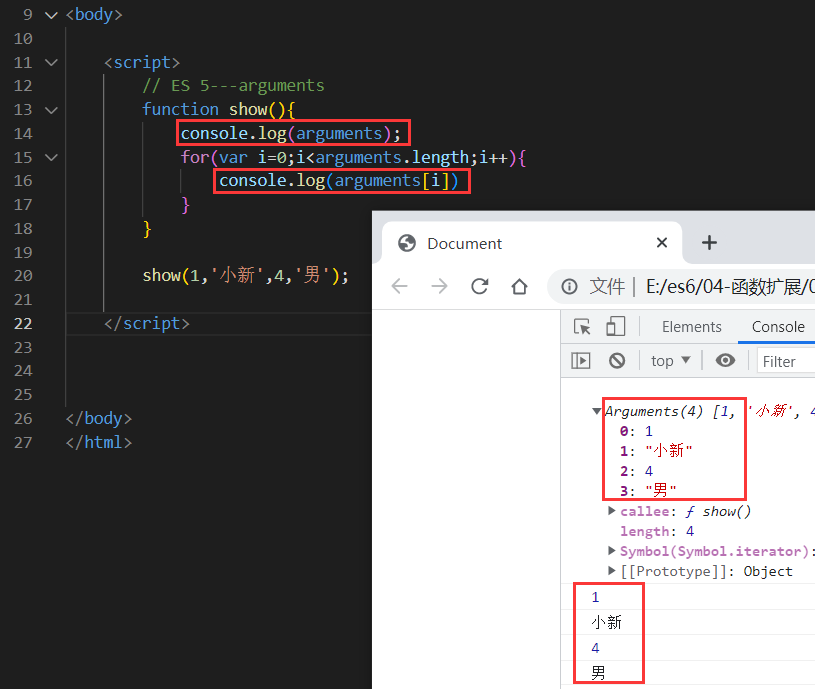 9 <body>
10
11 <script>
12 // ES 5---arguments
13 function show(){
14 console.log(arguments);
15 for(var i=0;i<arguments.length;i++){
16 console.log(arguments[i])
17 }
18 }
19
20 show(1,'小新',4,'男');
21
22 </script>
23
24
25
26 </body>
27 </html>
Document
文件 | E:/es6/04-函数扩展/0
Elements Console
top Filter
Arguments(4) [1, '小新', 4
0: 1
1: "小新"
2: 4
3: "男"
callee: ƒ show()
length: 4
Symbol(Symbol.iterator):
[[Prototype]]: Object
1
小新
4
男